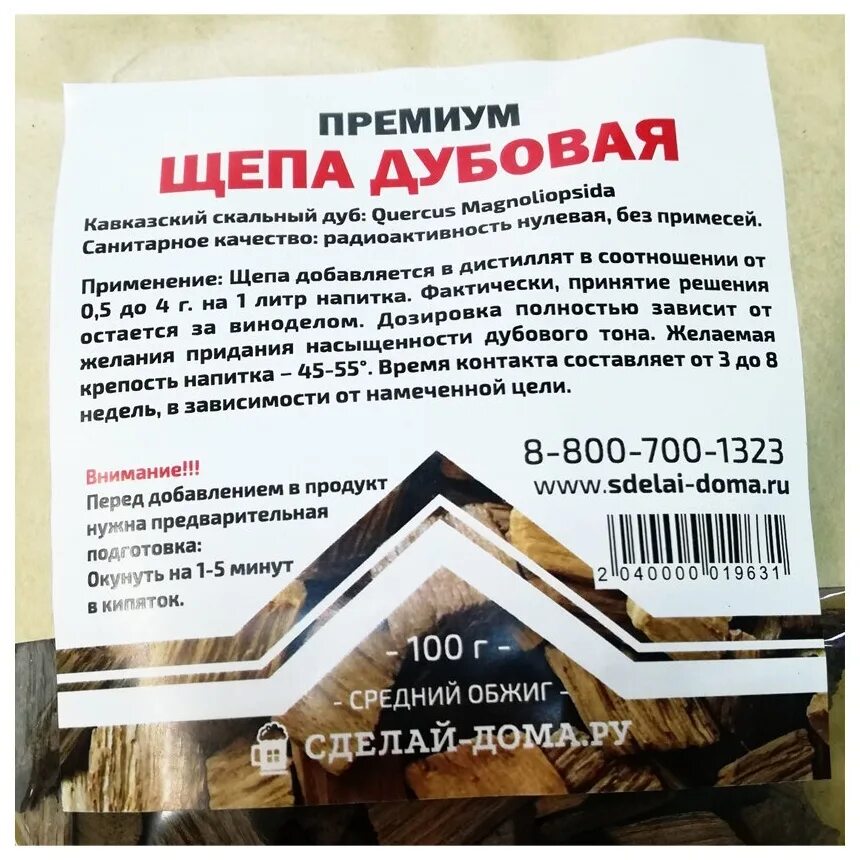 ПРЕМИУМ
ЩЕПА ДУБОВАЯ
Кавказский скальный дуб: Quercus Magnoliopsida
Санитарное качество: радиоактивность нулевая, без примесей.
Применение: Щепа добавляется в дистиллят в соотношении от
0,5 до 4 г. на 1 литр напитка. Фактически, принятие решения
остается за виноделом. Дозировка полностью зависит от
желания придания насыщенности дубового тона. Желаемая
крепость напитка – 45-55°. Время контакта составляет от 3 до 8
недель, в зависимости от намеченной цели.
Внимание!!!
Перед добавлением в продукт
нужна предварительная
подготовка:
Окунуть на 1-5 минут
в кипяток.
8-800-700-1323
www.sdelai-doma.ru
2 040000 019631
- 100 г -
- СРЕДНИЙ ОБЖИГ -
СДЕЛАЙ-ДОМА.РУ